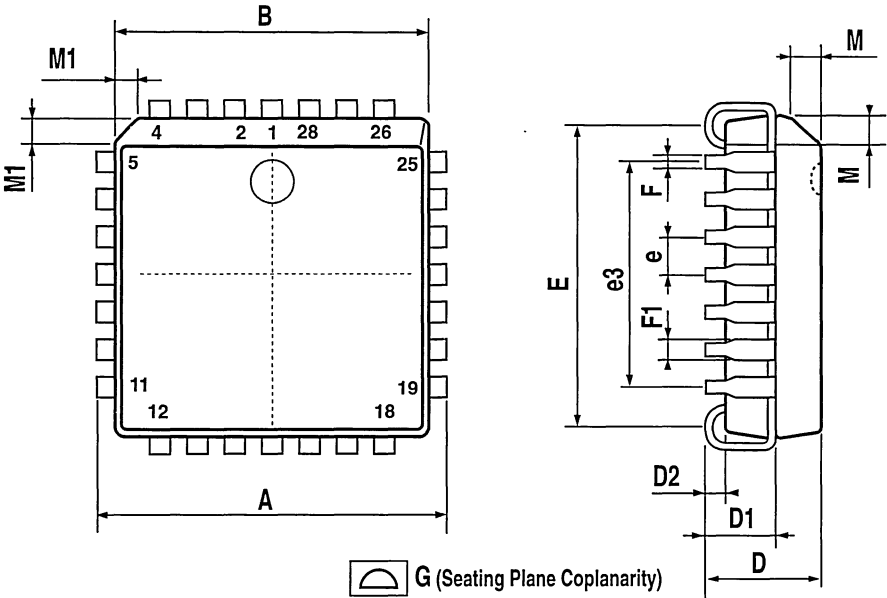 B
M1
M
4 2 1 28 26
M1
5 25
M
F
e
e3
E
F1
11 19
12 18
D2
A
D1
D
G (Seating Plane Coplanarity)